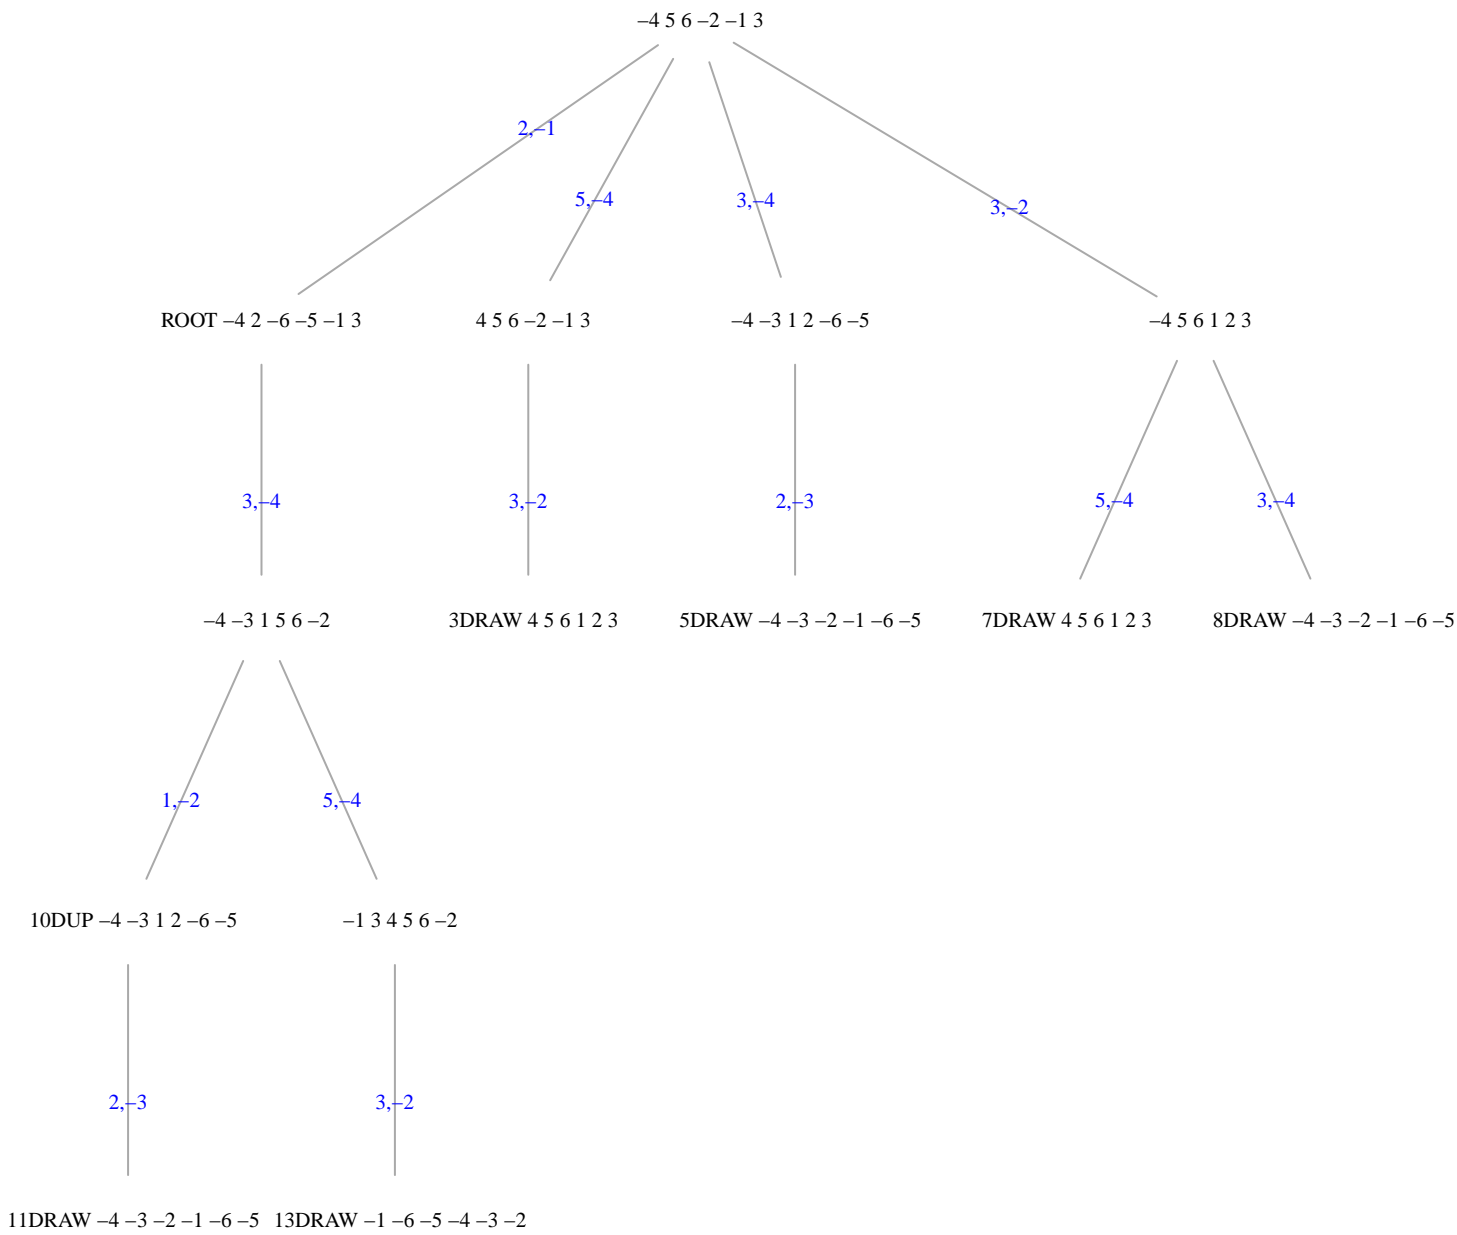 −4 5 6 −2 −1 3
2,−1
5,−4
3,−4
3,−2
ROOT −4 2 −6 −5 −1 3
4 5 6 −2 −1 3
−4 −3 1 2 −6 −5
−4 5 6 1 2 3
3,−4
3,−2
2,−3
5,−4
3,−4
−4 −3 1 5 6 −2
3DRAW 4 5 6 1 2 3
5DRAW −4 −3 −2 −1 −6 −5
7DRAW 4 5 6 1 2 3
8DRAW −4 −3 −2 −1 −6 −5
1,−2
5,−4
10DUP −4 −3 1 2 −6 −5
−1 3 4 5 6 −2
2,−3
3,−2
11DRAW −4 −3 −2 −1 −6 −5
13DRAW −1 −6 −5 −4 −3 −2